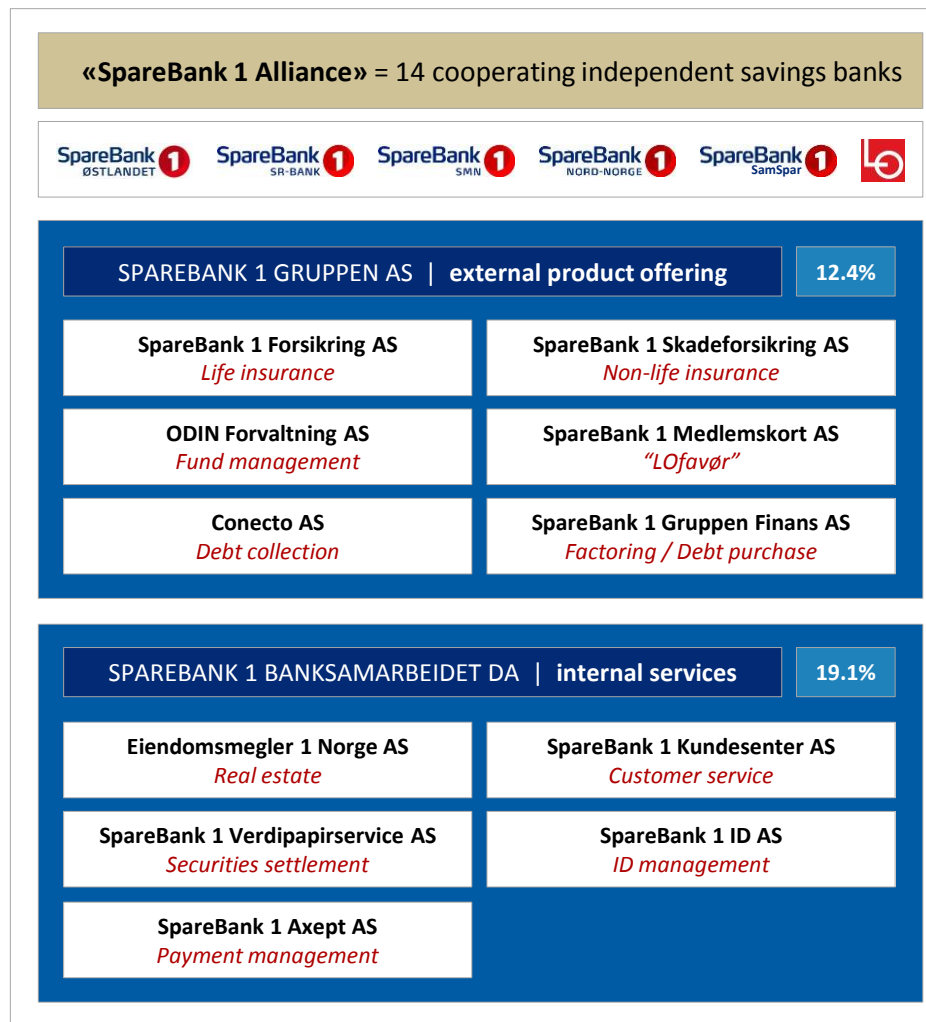 «SpareBank 1 Alliance» = 14 cooperating independent savings banks
SpareBank 1 ØSTLANDET
SpareBank 1 SR-BANK
SpareBank 1 SMN
SpareBank 1 NORD-NORGE
SpareBank 1 SamSpar
LO
SPAREBANK 1 GRUPPEN AS | external product offering
12.4%
SpareBank 1 Forsikring AS
Life insurance
SpareBank 1 Skadeforsikring AS
Non-life insurance
ODIN Forvaltning AS
Fund management
SpareBank 1 Medlemskort AS
“LOfavør”
Conecto AS
Debt collection
SpareBank 1 Gruppen Finans AS
Factoring / Debt purchase
SPAREBANK 1 BANKSAMARBEIDET DA | internal services
19.1%
Eiendomsmegler 1 Norge AS
Real estate
SpareBank 1 Kundesenter AS
Customer service
SpareBank 1 Verdipapirservice AS
Securities settlement
SpareBank 1 ID AS
ID management
SpareBank 1 Axept AS
Payment management